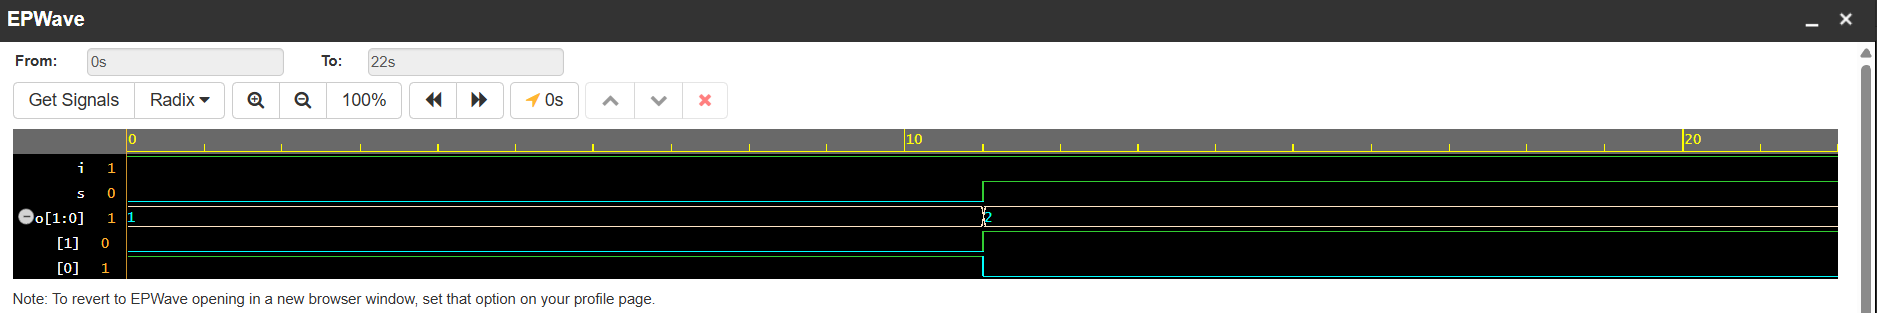 EPWave
From: 0s To: 22s
Get Signals Radix 100% 0s
0 10 20
i 1
s 0
o[1:0] 1 1 2
[1] 0
[0] 1
Note: To revert to EPWave opening in a new browser window, set that option on your profile page.